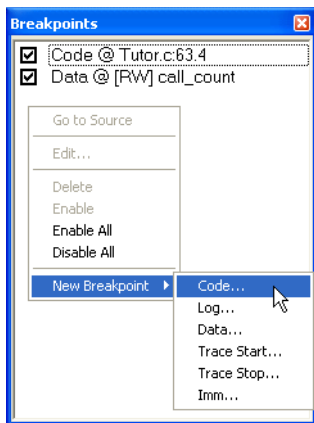 Breakpoints
Code @ Tutor.c:63.4
Data @ [RW] call_count
Go to Source
Edit...
Delete
Enable
Enable All
Disable All
New Breakpoint
Code...
Log...
Data...
Trace Start...
Trace Stop...
Imm...